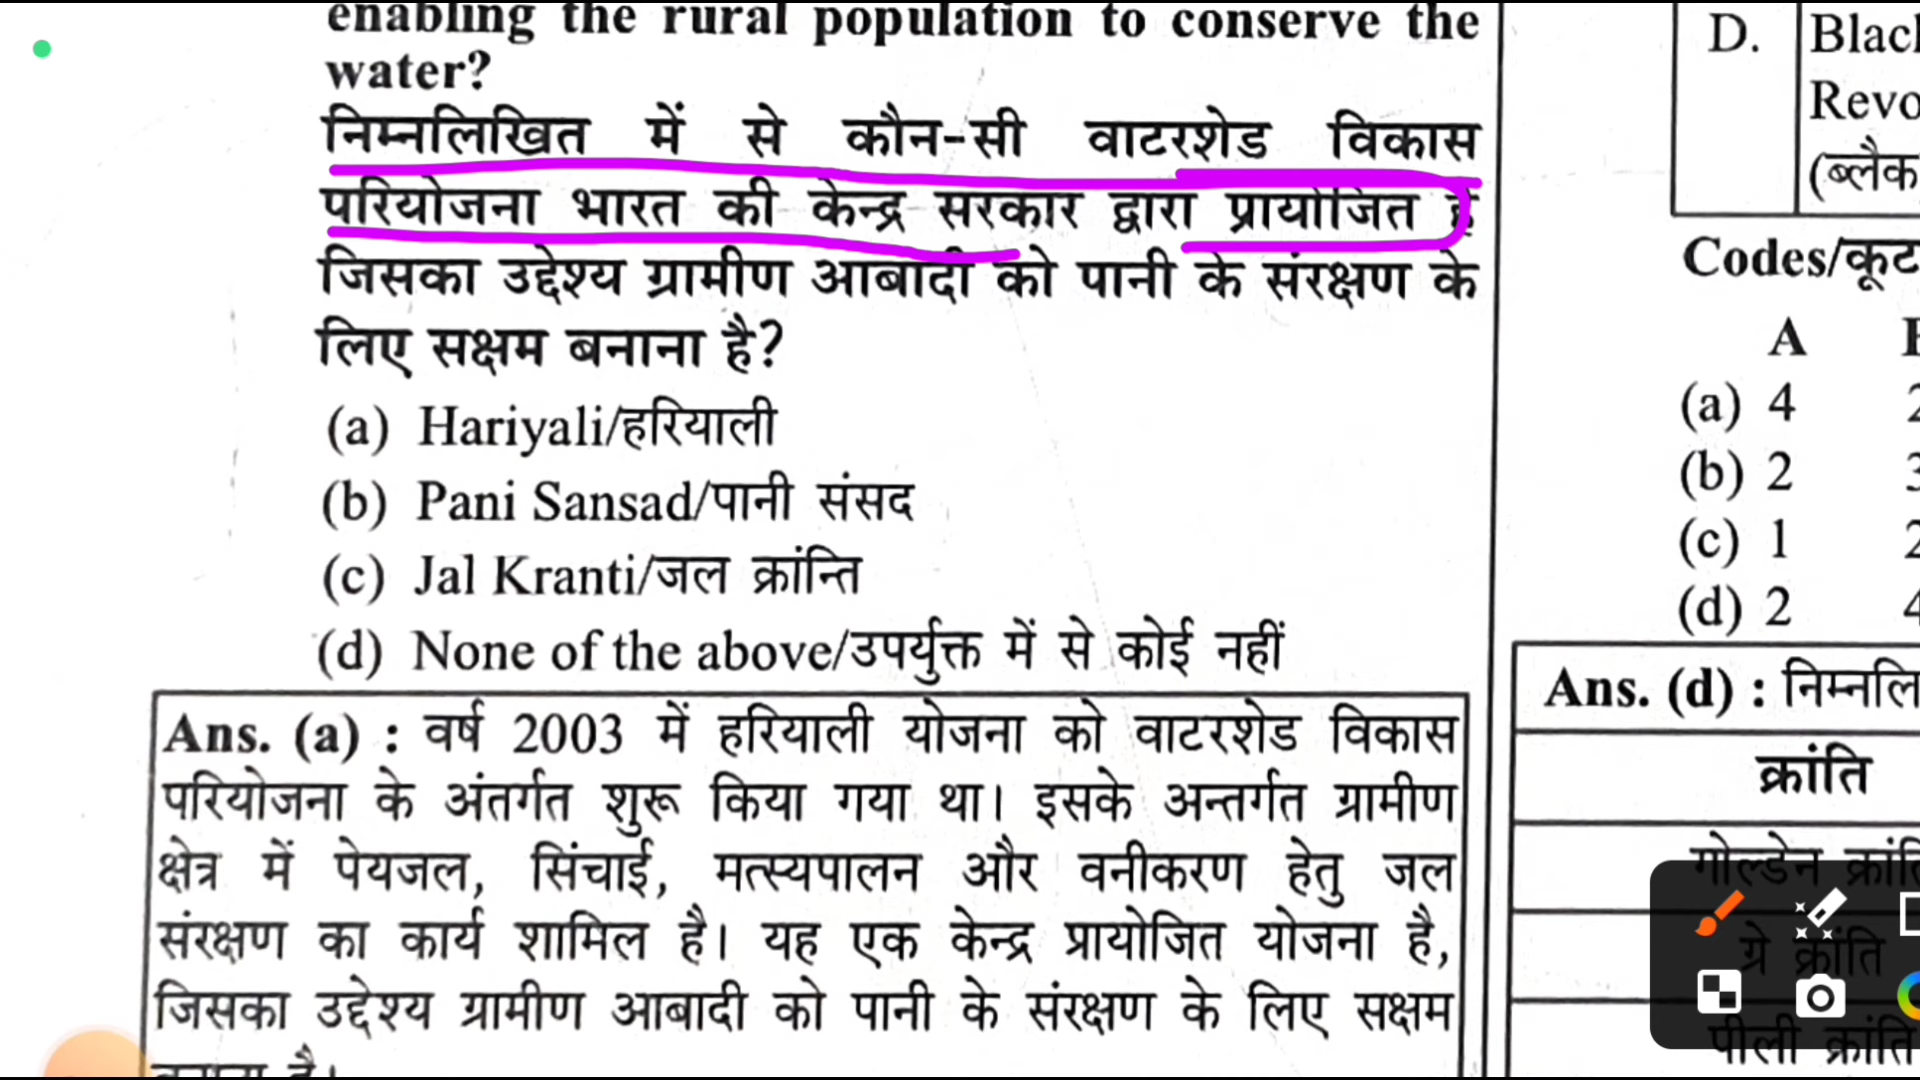 enabling the rural population to conserve the
water?
निम्नलिखित में से कौन-सी वाटरशेड विकास
परियोजना भारत की केन्द्र सरकार द्वारा प्रायोजित है
जिसका उद्देश्य ग्रामीण आबादी को पानी के संरक्षण के
लिए सक्षम बनाना है?
(a) Hariyali/हरियाली
(b) Pani Sansad/पानी संसद
(c) Jal Kranti/जल क्रांन्ति
(d) None of the above/उपर्युक्त में से कोई नहीं
Ans. (a) : वर्ष 2003 में हरियाली योजना को वाटरशेड विकास
परियोजना के अंतर्गत शुरू किया गया था। इसके अन्तर्गत ग्रामीण
क्षेत्र में पेयजल, सिंचाई, मत्स्यपालन और वनीकरण हेतु जल
संरक्षण का कार्य शामिल है। यह एक केन्द्र प्रायोजित योजना है,
जिसका उद्देश्य ग्रामीण आबादी को पानी के संरक्षण के लिए सक्षम
D.
(ब्लैक
Codes/कूट
A
(a) 4
(b) 2
(c) 1
(d) 2
Ans. (d) :
क्रांति
गोल्डेन
ग्रे क्रांति
पीली क्रांति